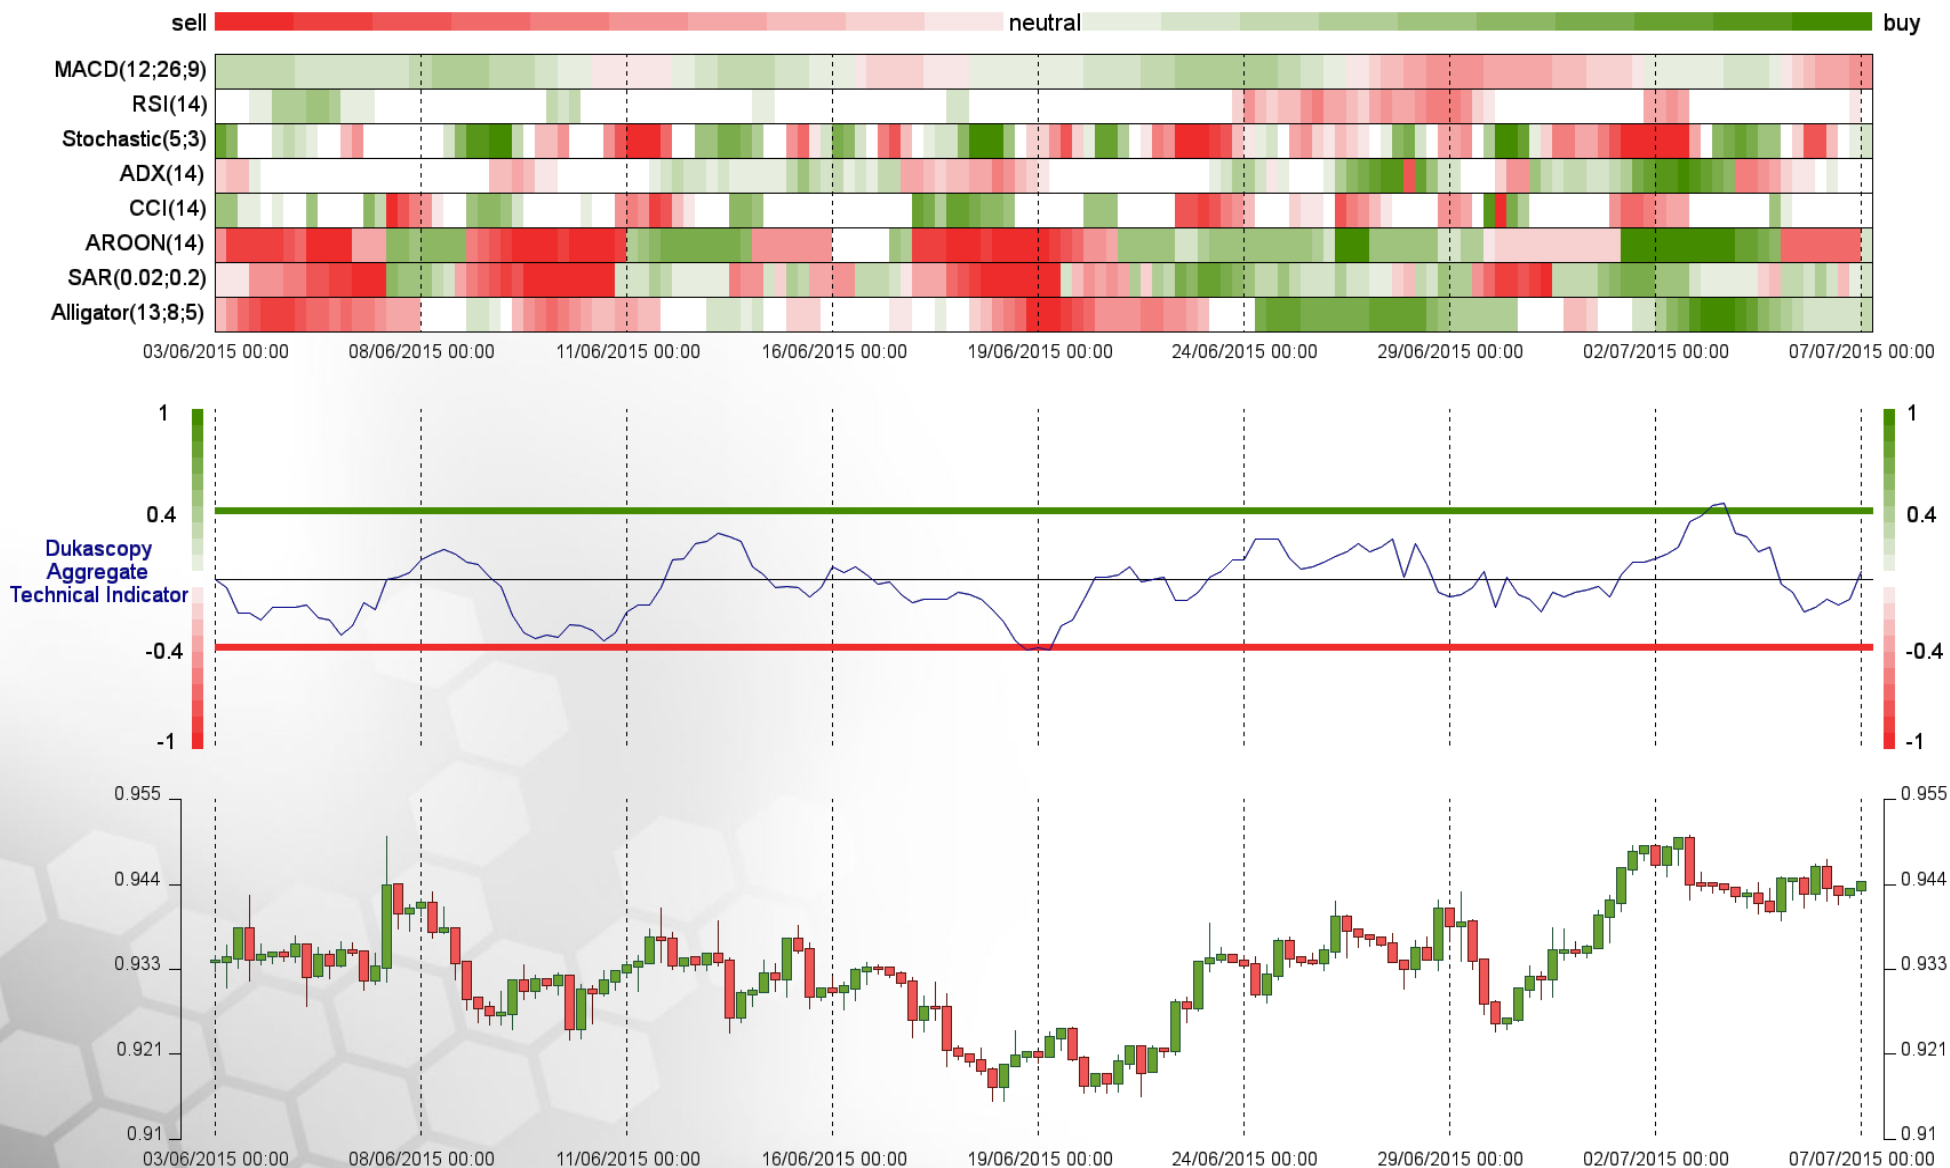 sell neutral buy
MACD(12;26;9)
RSI(14)
Stochastic(5;3)
ADX(14)
CCI(14)
AROON(14)
SAR(0.02;0.2)
Alligator(13;8;5)
03/06/2015 00:00 08/06/2015 00:00 11/06/2015 00:00 16/06/2015 00:00 19/06/2015 00:00 24/06/2015 00:00 29/06/2015 00:00 02/07/2015 00:00 07/07/2015 00:00
1 1
0.4 0.4
Dukascopy
Aggregate
Technical Indicator
-0.4 -0.4
-1 -1
0.955 0.955
0.944 0.944
0.933 0.933
0.921 0.921
0.91 0.91
03/06/2015 00:00 08/06/2015 00:00 11/06/2015 00:00 16/06/2015 00:00 19/06/2015 00:00 24/06/2015 00:00 29/06/2015 00:00 02/07/2015 00:00 07/07/2015 00:00